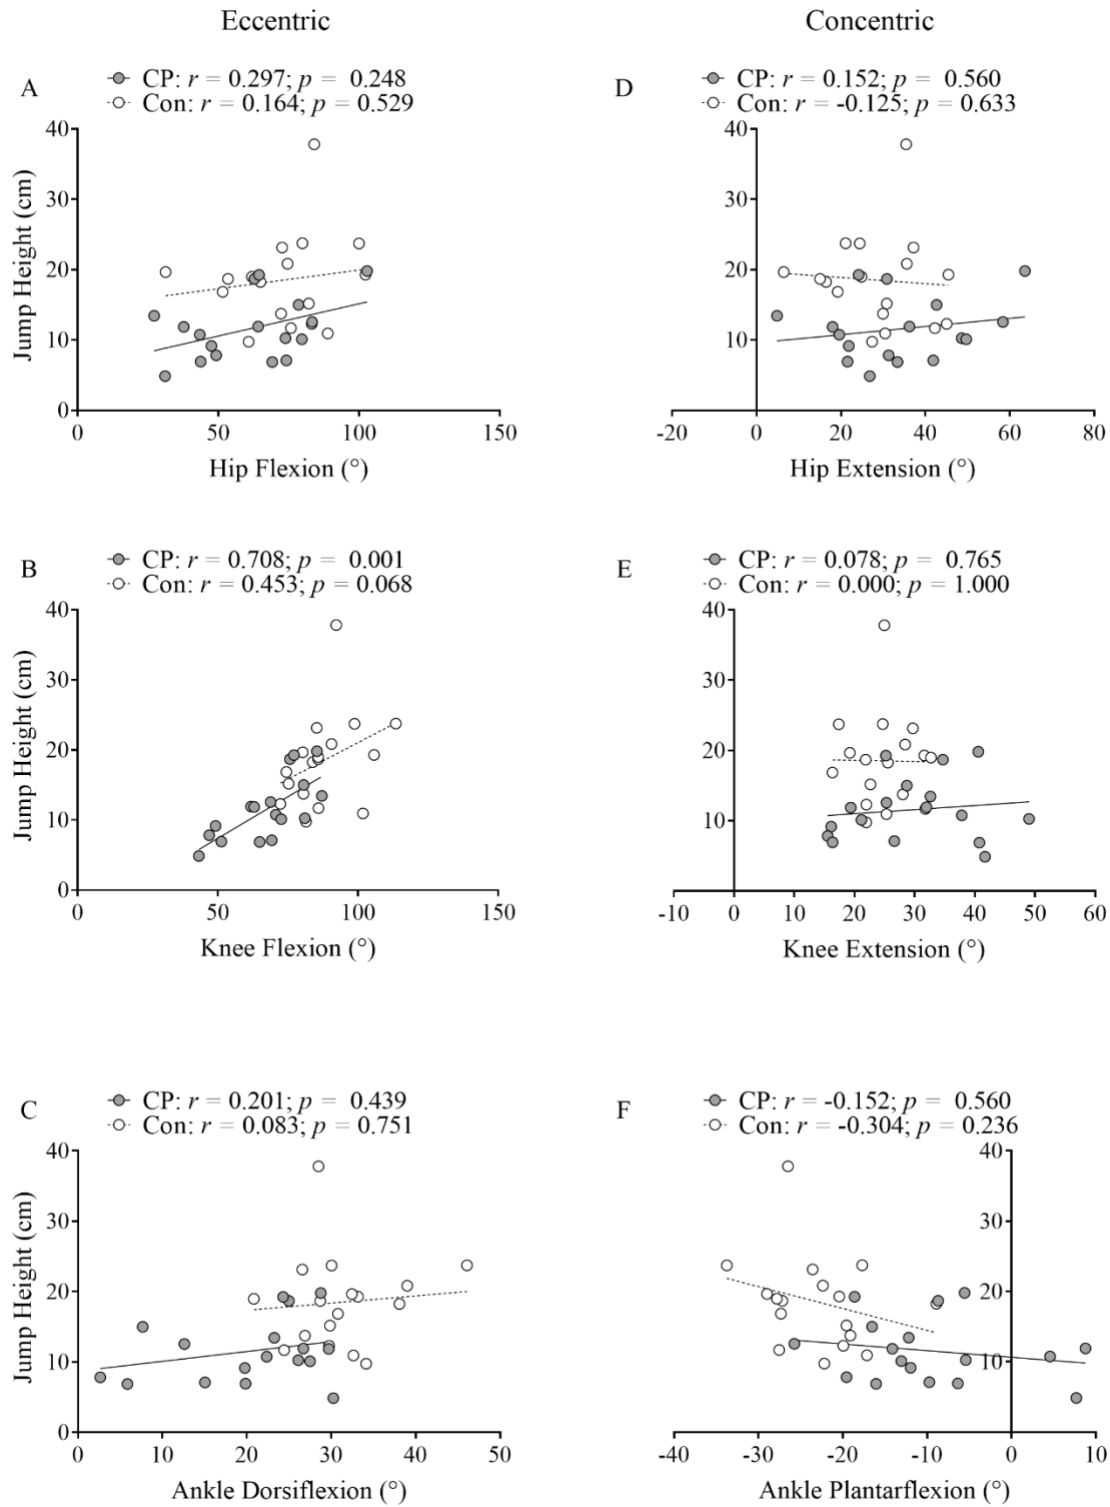 Eccentric
Concentric
A
CP: r = 0.297; p = 0.248
Con: r = 0.164; p = 0.529
Jump Height (cm)
40
30
20
10
0
0 50 100 150
Hip Flexion (°)
D
CP: r = 0.152; p = 0.560
Con: r = -0.125; p = 0.633
40
30
20
10
-20 0 20 40 60 80
Hip Extension (°)
B
CP: r = 0.708; p = 0.001
Con: r = 0.453; p = 0.068
Jump Height (cm)
40
30
20
10
0
0 50 100 150
Knee Flexion (°)
E
CP: r = 0.078; p = 0.765
Con: r = 0.000; p = 1.000
40
30
20
10
-10 0 10 20 30 40 50 60
Knee Extension (°)
C
CP: r = 0.201; p = 0.439
Con: r = 0.083; p = 0.751
Jump Height (cm)
40
30
20
10
0
0 10 20 30 40 50
Ankle Dorsiflexion (°)
F
CP: r = -0.152; p = 0.560
Con: r = -0.304; p = 0.236
40
30
20
10
-40 -30 -20 -10 0 10
Ankle Plantarflexion (°)